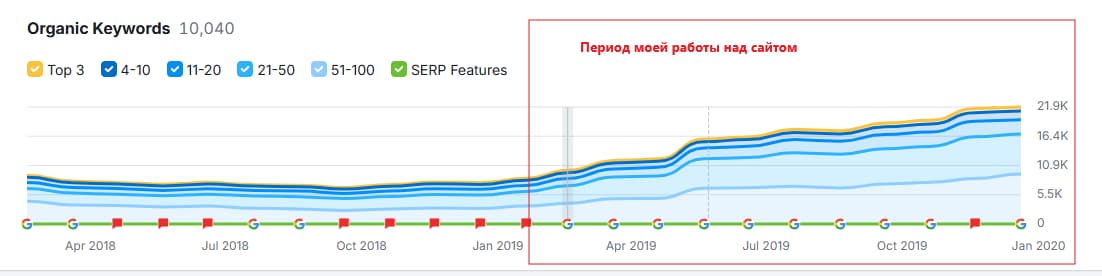 Organic Keywords 10,040
Период моей работы над сайтом
Top 3 4-10 11-20 21-50 51-100 SERP Features
21.9K
16.4K
10.9K
5.5K
0
Apr 2018 Jul 2018 Oct 2018 Jan 2019 Apr 2019 Jul 2019 Oct 2019 Jan 2020